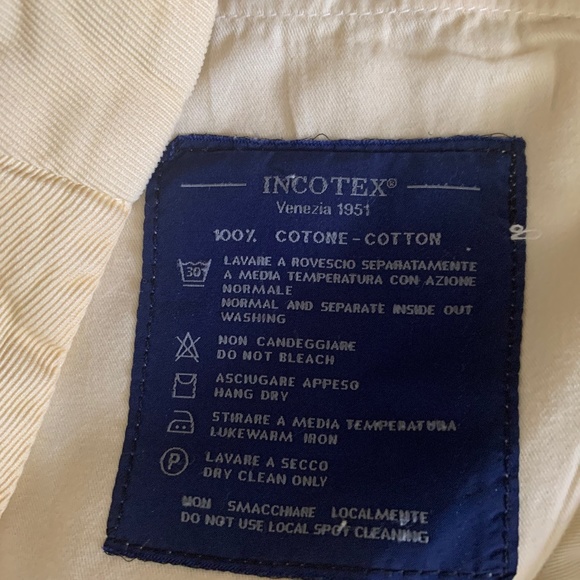 INCOTEX®
Venezia 1951
100% COTONE-COTTON
30°
LAVARE A ROVESCIO SEPARATAMENTE
A MEDIA TEMPERATURA CON AZIONE
NORMALE
NORMAL AND SEPARATE INSIDE OUT
WASHING
NON CANDEGGIARE
DO NOT BLEACH
ASCIUGARE APPESO
HANG DRY
STIRARE A MEDIA TEMPERATURA
LUKEWARM IRON
P
LAVARE A SECCO
DRY CLEAN ONLY
NON SMACCHIARE LOCALMENTE
DO NOT USE LOCAL SPOT CLEANING